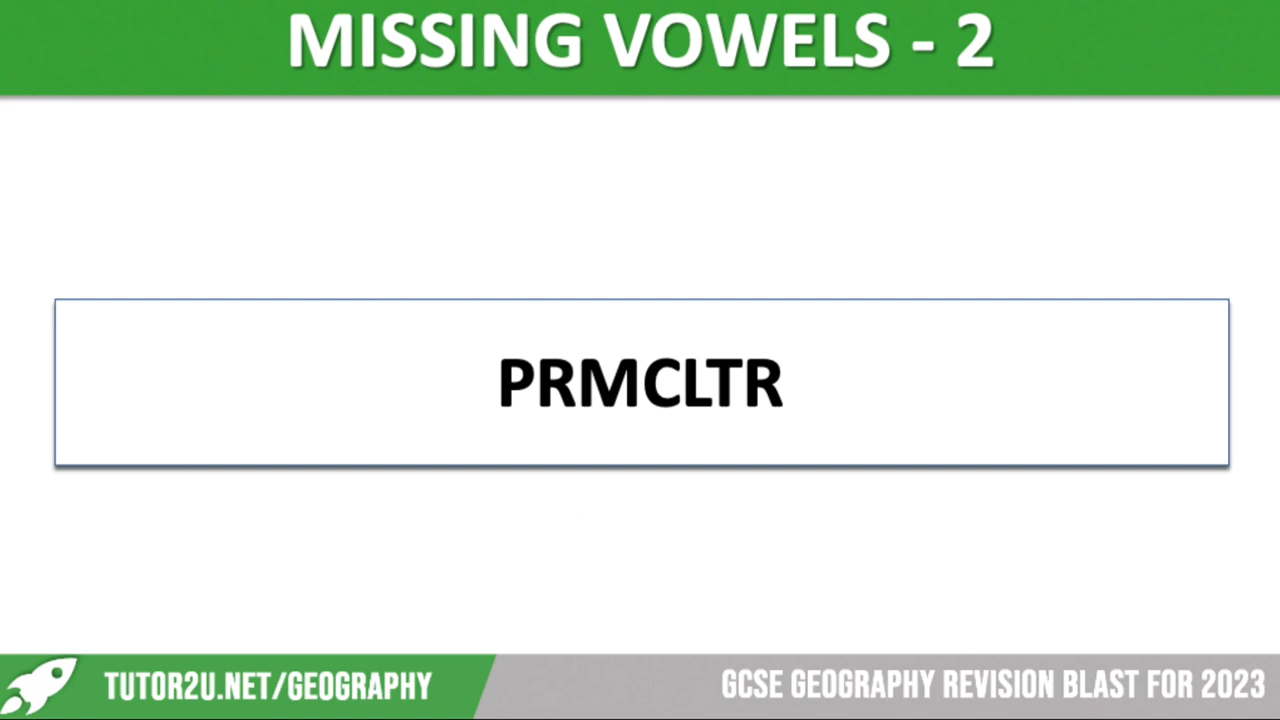 MISSING VOWELS - 2
PRMCLTR
TUTOR2U.NET/GEOGRAPHY
GCSE GEOGRAPHY REVISION BLAST FOR 2023